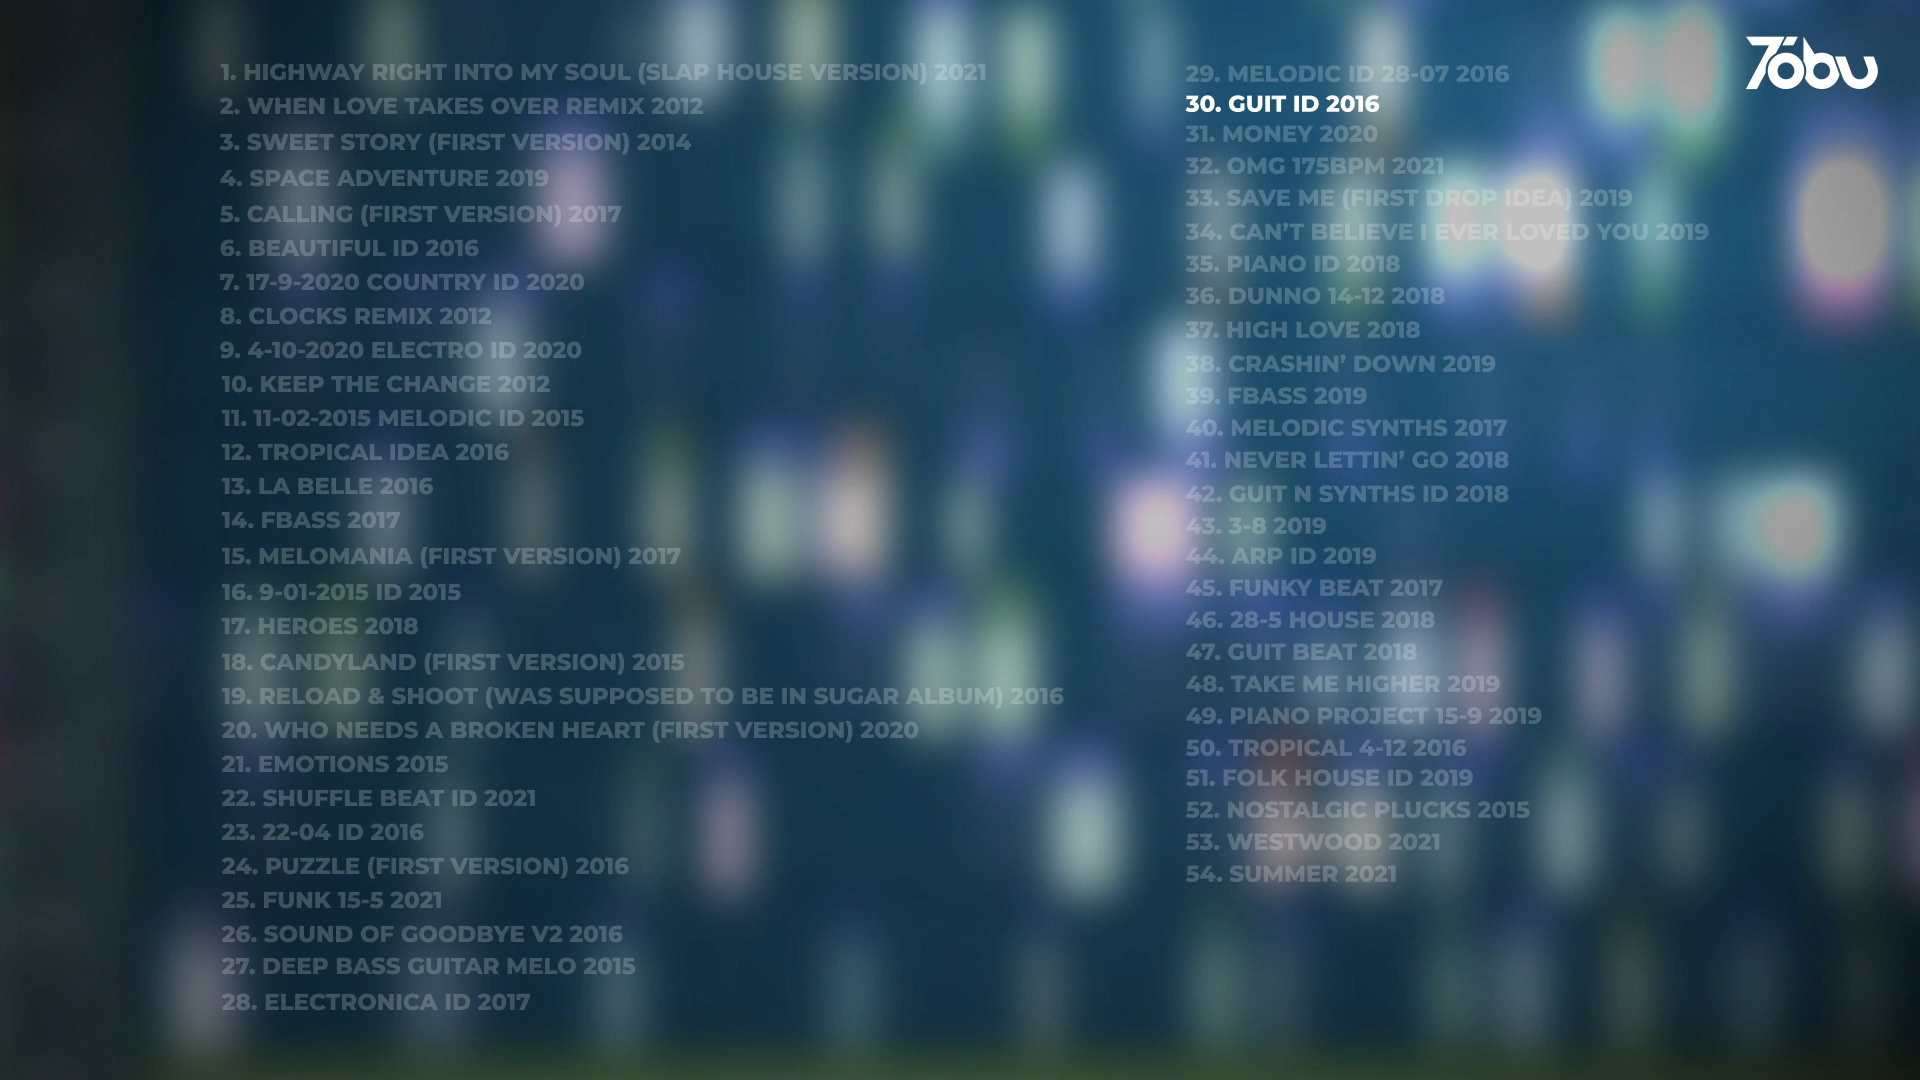 1. HIGHWAY RIGHT INTO MY SOUL (SLAP HOUSE VERSION) 2021
2. WHEN LOVE TAKES OVER REMIX 2012
3. SWEET STORY (FIRST VERSION) 2014
4. SPACE ADVENTURE 2019
5. CALLING (FIRST VERSION) 2017
6. BEAUTIFUL ID 2016
7. 17-9-2020 COUNTRY ID 2020
8. CLOCKS REMIX 2012
9. 4-10-2020 ELECTRO ID 2020
10. KEEP THE CHANGE 2012
11. 11-02-2015 MELODIC ID 2015
12. TROPICAL IDEA 2016
13. LA BELLE 2016
14. FBASS 2017
15. MELOMANIA (FIRST VERSION) 2017
16. 9-01-2015 ID 2015
17. HEROES 2018
18. CANDYLAND (FIRST VERSION) 2015
19. RELOAD & SHOOT (WAS SUPPOSED TO BE IN SUGAR ALBUM) 2016
20. WHO NEEDS A BROKEN HEART (FIRST VERSION) 2020
21. EMOTIONS 2015
22. SHUFFLE BEAT ID 2021
23. 22-04 ID 2016
24. PUZZLE (FIRST VERSION) 2016
25. FUNK 15-5 2021
26. SOUND OF GOODBYE V2 2016
27. DEEP BASS GUITAR MELO 2015
28. ELECTRONICA ID 2017
29. MELODIC ID 28-07 2016
30. GUIT ID 2016
31. MONEY 2020
32. OMG 175BPM 2021
33. SAVE ME (FIRST DROP IDEA) 2019
34. CAN'T BELIEVE I EVER LOVED YOU 2019
35. PIANO ID 2018
36. DUNNO 14-12 2018
37. HIGH LOVE 2018
38. CRASHIN' DOWN 2019
39. FBASS 2019
40. MELODIC SYNTHS 2017
41. NEVER LETTIN' GO 2018
42. GUIT N SYNTHS ID 2018
43. 3-8 2019
44. ARP ID 2019
45. FUNKY BEAT 2017
46. 28-5 HOUSE 2018
47. GUIT BEAT 2018
48. TAKE ME HIGHER 2019
49. PIANO PROJECT 15-9 2019
50. TROPICAL 4-12 2016
51. FOLK HOUSE ID 2019
52. NOSTALGIC PLUCKS 2015
53. WESTWOOD 2021
54. SUMMER 2021
Tobu